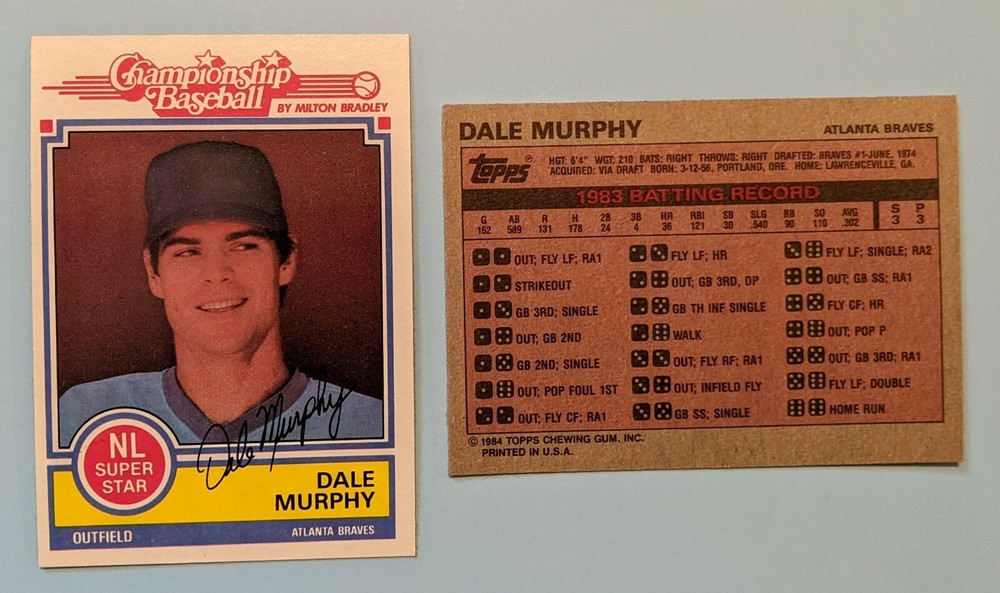 Championship
Baseball
BY MILTON BRADLEY
Dale Murphy
NL
SUPER
STAR
DALE
MURPHY
OUTFIELD
ATLANTA BRAVES
DALE MURPHY
ATLANTA BRAVES
Topps®
HGT: 6'4" WGT: 210 BATS: RIGHT THROWS: RIGHT DRAFTED: BRAVES #1-JUNE, 1974
ACQUIRED: VIA DRAFT BORN: 3-12-56, PORTLAND, ORE. HOME: LAWRENCEVILLE, GA.
1983 BATTING RECORD
G AB R H 2B 3B HR RBI SB SLG BB SO AVG S P
162 589 131 178 24 4 36 121 30 .540 90 110 .302 3 3
OUT; FLY LF; RA1
STRIKEOUT
GB 3RD; SINGLE
OUT; GB 2ND
GB 2ND; SINGLE
OUT; POP FOUL 1ST
OUT; FLY CF; RA1
FLY LF; HR
OUT; GB 3RD, DP
GB TH INF SINGLE
WALK
OUT; FLY RF; RA1
OUT; INFIELD FLY
GB SS; SINGLE
FLY LF; SINGLE; RA2
OUT; GB SS; RA1
FLY CF; HR
OUT; POP P
OUT; GB 3RD; RA1
FLY LF; DOUBLE
HOME RUN
© 1984 TOPPS CHEWING GUM, INC.
PRINTED IN U.S.A.